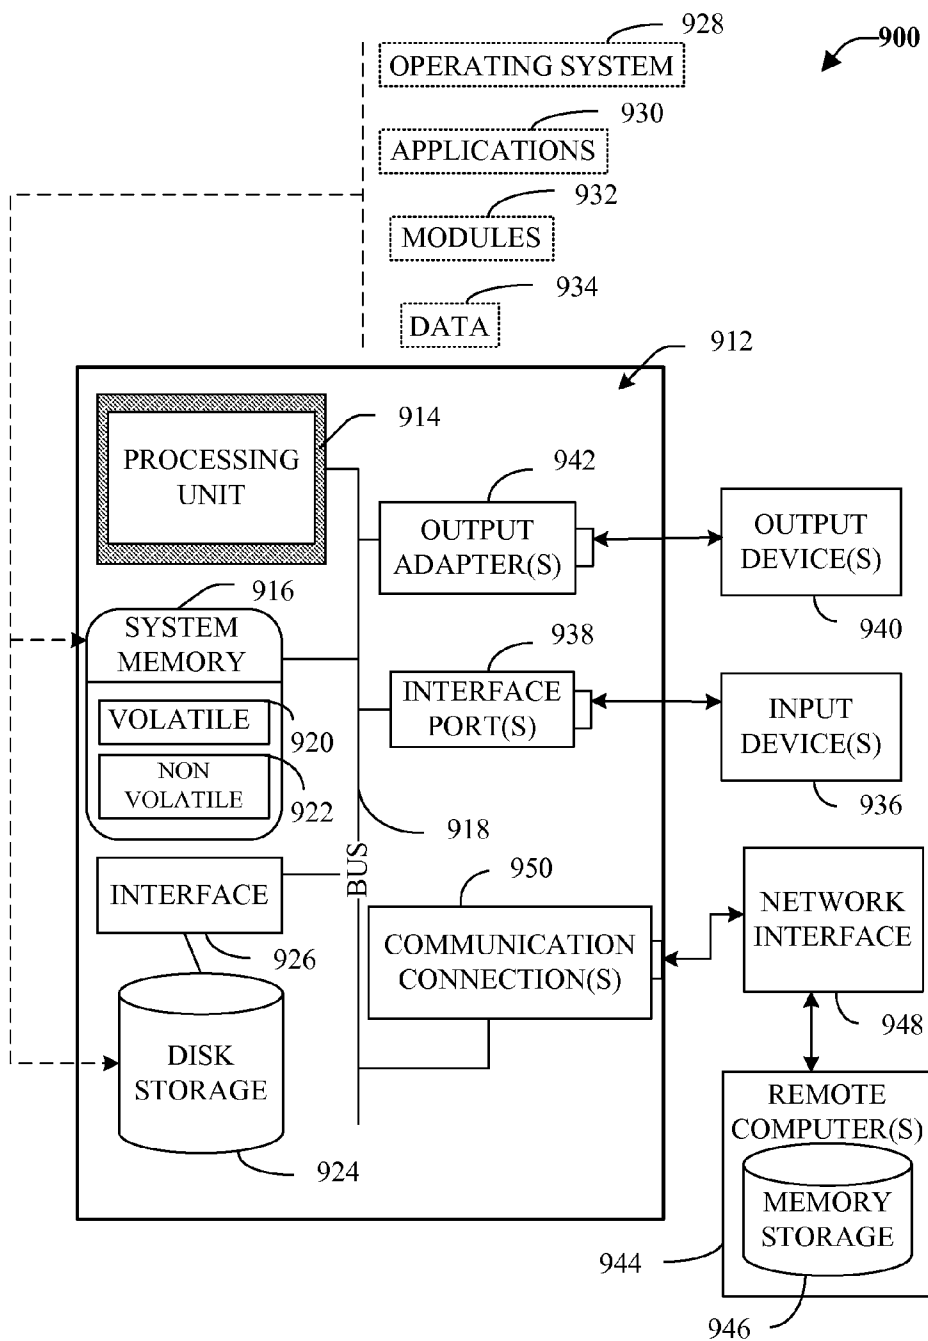 928
900
OPERATING SYSTEM
930
APPLICATIONS
932
MODULES
934
DATA
912
914
PROCESSING
UNIT
942
OUTPUT
ADAPTER(S)
OUTPUT
DEVICE(S)
940
916
SYSTEM
MEMORY
938
INTERFACE
PORT(S)
INPUT
DEVICE(S)
936
VOLATILE
920
NON
VOLATILE
922
918
BUS
950
INTERFACE
926
COMMUNICATION
CONNECTION(S)
NETWORK
INTERFACE
948
DISK
STORAGE
924
REMOTE
COMPUTER(S)
MEMORY
STORAGE
944
946